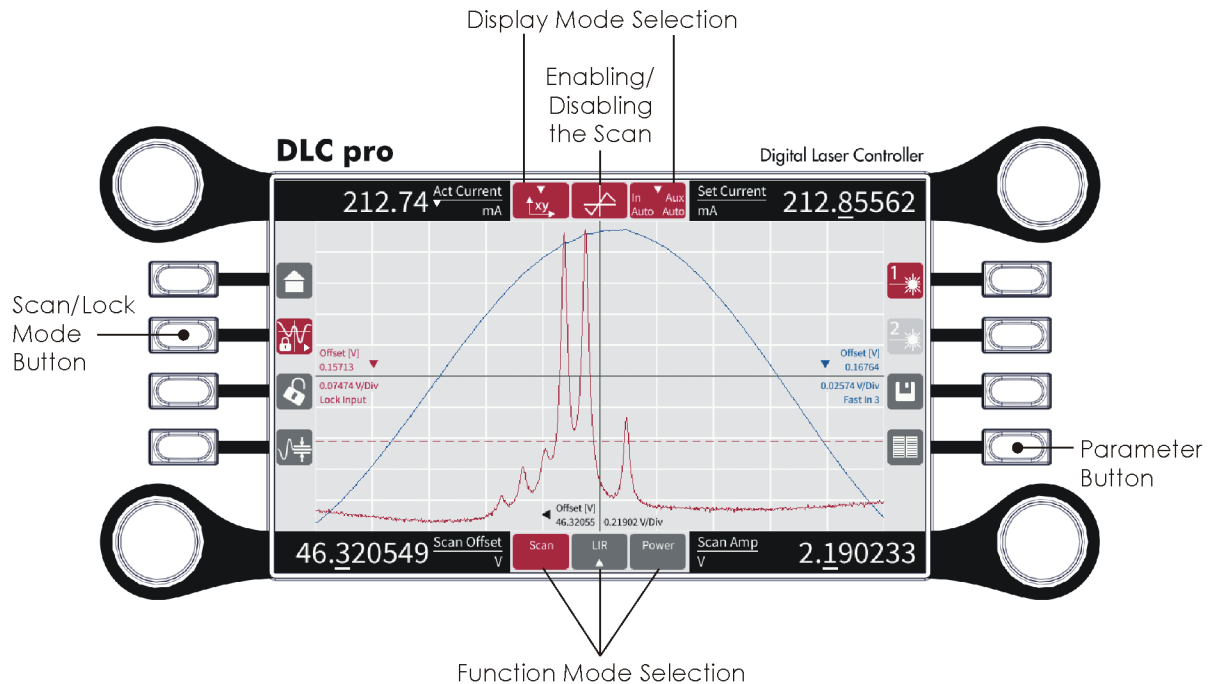 Display Mode Selection
Enabling/
Disabling
the Scan
DLC pro
Digital Laser Controller
212.74 Act Current
mA
xy
In Aux
Auto Auto
Set Current
mA
212.85562
1
2
Scan/Lock
Mode
Button
Offset [V]
0.15713
0.07474 V/Div
Lock Input
Offset [V]
0.16764
0.02574 V/Div
Fast In 3
Parameter
Button
Offset [V]
46.32055 0.21902 V/Div
46.320549 Scan Offset
V
Scan
LIR
Power
Scan Amp
V
2.190233
Function Mode Selection